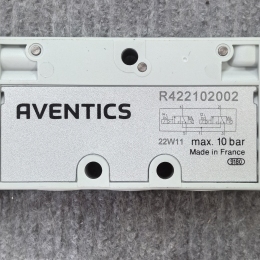 R422102002
AVENTICS
22W11 max. 10 bar
Made in France